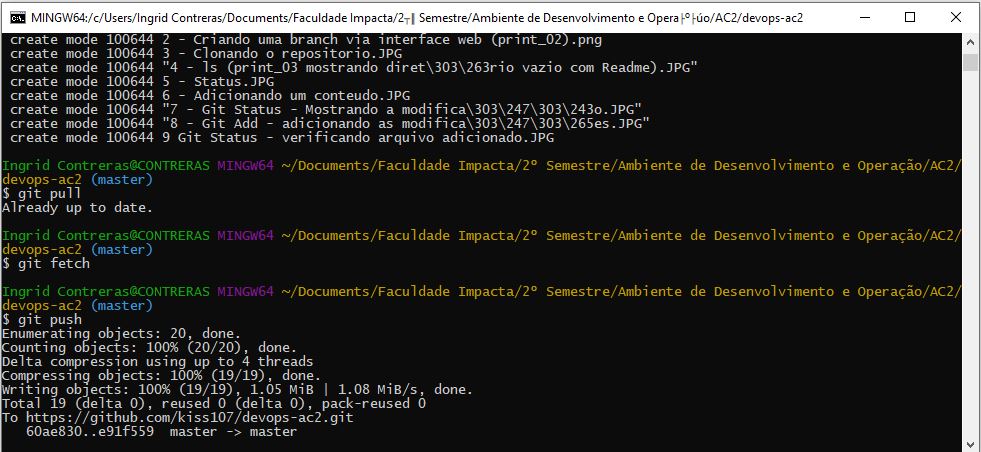 MINGW64:/c/Users/Ingrid Contreras/Documents/Faculdade Impacta/2┬║ Semestre/Ambiente de Desenvolvimento e Opera├º├úo/AC2/devops-ac2
create mode 100644 2 - Criando uma branch via interface web (print_02).png
create mode 100644 3 - Clonando o repositorio.JPG
create mode 100644 "4 - ls (print_03 mostrando diret\303\263rio vazio com Readme).JPG"
create mode 100644 5 - Status.JPG
create mode 100644 6 - Adicionando um conteudo.JPG
create mode 100644 "7 - Git Status - Mostrando a modifica\303\247\303\243o.JPG"
create mode 100644 "8 - Git Add - adicionando as modifica\303\247\303\265es.JPG"
create mode 100644 9 Git Status - verificando arquivo adicionado.JPG
Ingrid Contreras@CONTRERAS MINGW64 ~/Documents/Faculdade Impacta/2º Semestre/Ambiente de Desenvolvimento e Operação/AC2/
devops-ac2 (master)
$ git pull
Already up to date.
Ingrid Contreras@CONTRERAS MINGW64 ~/Documents/Faculdade Impacta/2º Semestre/Ambiente de Desenvolvimento e Operação/AC2/
devops-ac2 (master)
$ git fetch
Ingrid Contreras@CONTRERAS MINGW64 ~/Documents/Faculdade Impacta/2º Semestre/Ambiente de Desenvolvimento e Operação/AC2/
devops-ac2 (master)
$ git push
Enumerating objects: 20, done.
Counting objects: 100% (20/20), done.
Delta compression using up to 4 threads
Compressing objects: 100% (19/19), done.
Writing objects: 100% (19/19), 1.05 MiB | 1.08 MiB/s, done.
Total 19 (delta 0), reused 0 (delta 0), pack-reused 0
To https://github.com/kiss107/devops-ac2.git
60ae830..e91f559 master -> master